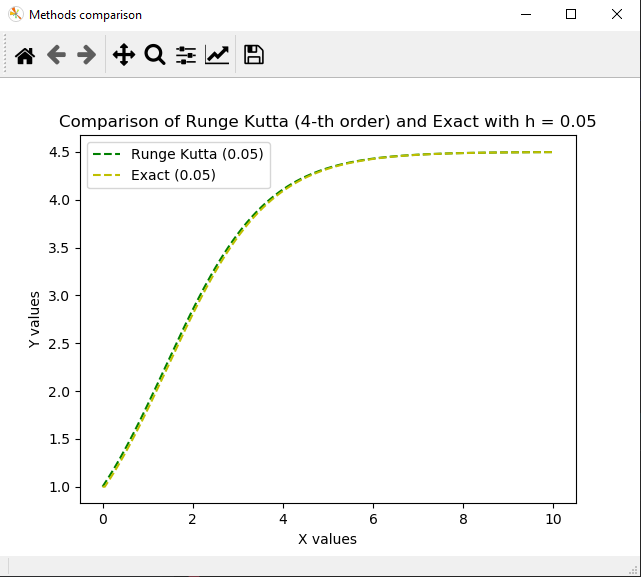 Methods comparison
Comparison of Runge Kutta (4-th order) and Exact with h = 0.05
Runge Kutta (0.05)
Exact (0.05)
4.5
4.0
3.5
3.0
2.5
2.0
1.5
1.0
Y values
0 2 4 6 8 10
X values